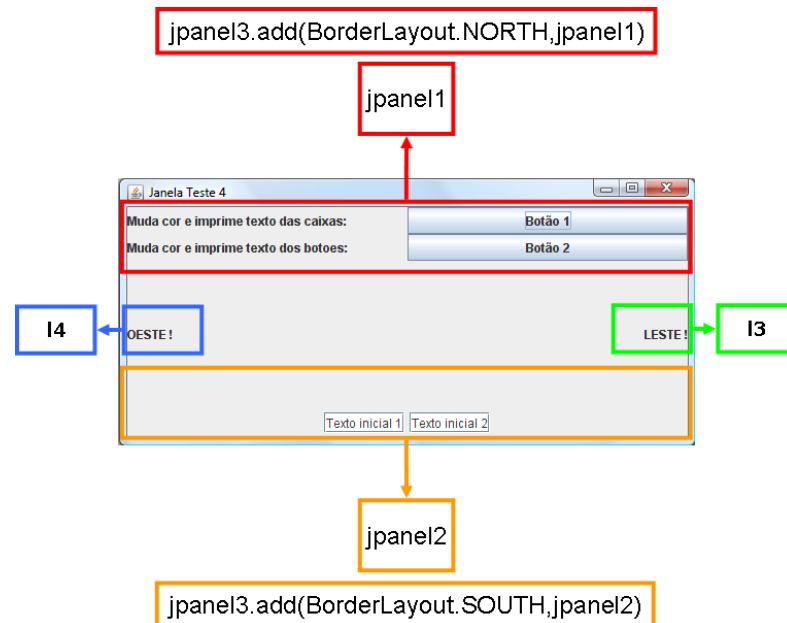 jpanel3.add(BorderLayout.NORTH,jpanel1)
jpanel1
Janela Teste 4
Muda cor e imprime texto das caixas:
Botão 1
Muda cor e imprime texto dos botoes:
Botão 2
l4
OESTE !
LESTE !
l3
Texto inicial 1
Texto inicial 2
jpanel2
jpanel3.add(BorderLayout.SOUTH,jpanel2)